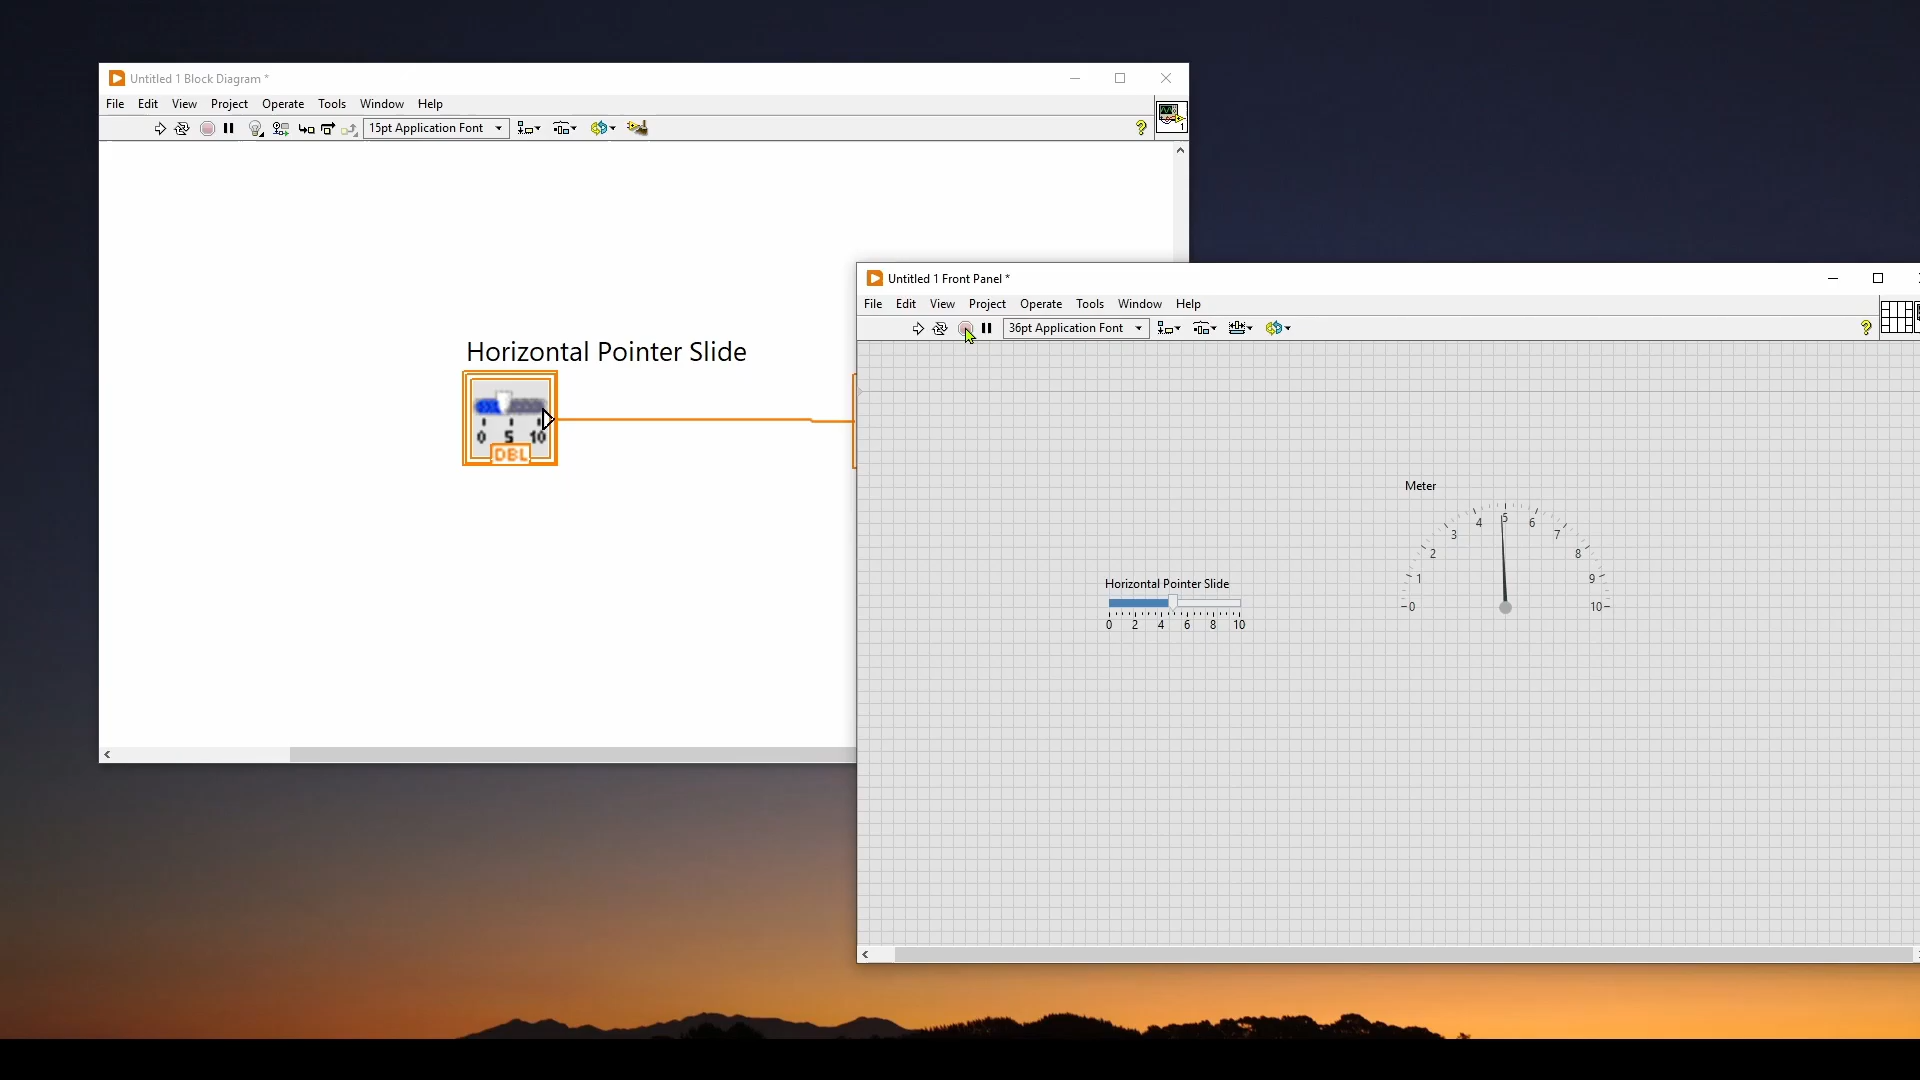 Untitled 1 Block Diagram *
File Edit View Project Operate Tools Window Help
15pt Application Font
?
1
Horizontal Pointer Slide
0 5 10
DBL
Untitled 1 Front Panel *
File Edit View Project Operate Tools Window Help
36pt Application Font
?
Meter
0 1 2 3 4 5 6 7 8 9 10
Horizontal Pointer Slide
0 2 4 6 8 10